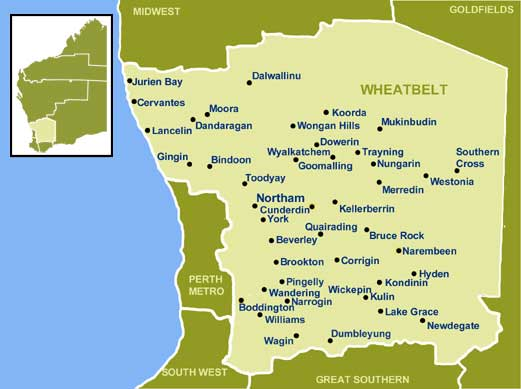 MIDWEST
GOLDFIELDS
Jurien Bay
Dalwallinu
WHEATBELT
Cervantes
Moora
Koorda
Dandaragan
Wongan Hills
Mukinbudin
Lancelin
Dowerin
Gingin
Bindoon
Wyalkatchem
Trayning
Southern
Cross
Goomalling
Nungarin
Toodyay
Merredin
Westonia
Northam
Cunderdin
Kellerberrin
York
Quairading
Bruce Rock
Beverley
Narembeen
Brookton
Corrigin
PERTH
METRO
Hyden
Pingelly
Wickepin
Kondinin
Wandering
Boddington
Narrogin
Kulin
Williams
Lake Grace
Newdegate
Wagin
Dumbleyung
SOUTH WEST
GREAT SOUTHERN